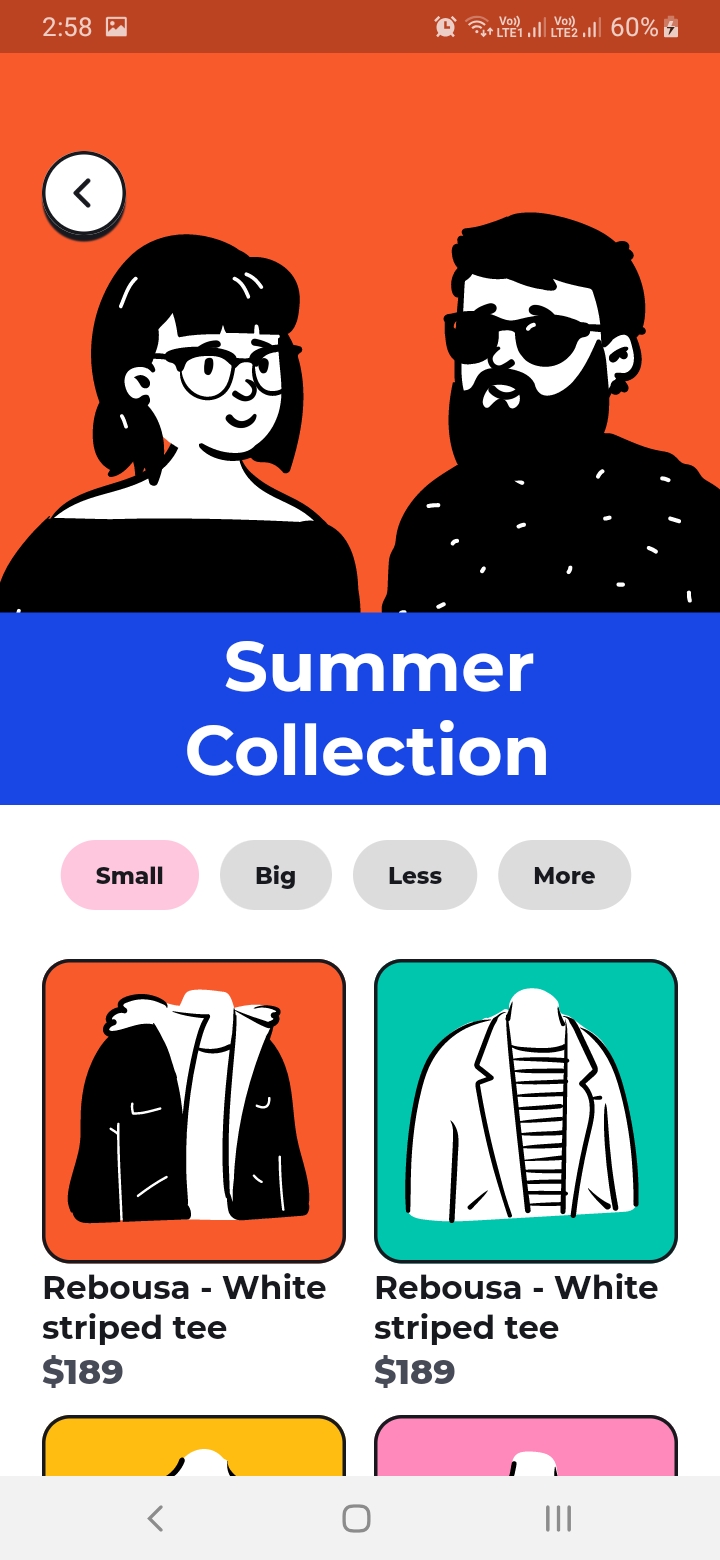 2:58 Vo)) LTE1 Vo)) LTE2 60%
Summer
Collection
Small Big Less More
Rebousa - White
striped tee
$189
Rebousa - White
striped tee
$189